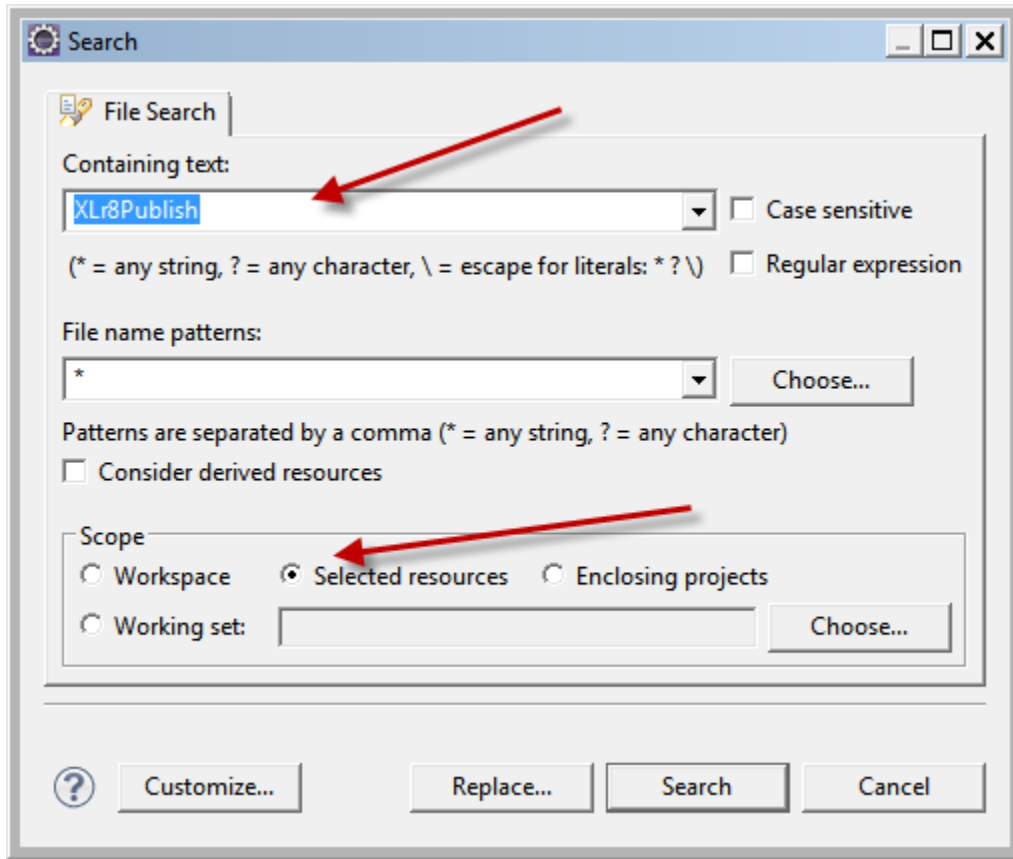 Search
File Search
Containing text:
XLr8Publish
Case sensitive
(* = any string, ? = any character, \ = escape for literals: * ? \)
Regular expression
File name patterns:
*
Choose...
Patterns are separated by a comma (* = any string, ? = any character)
Consider derived resources
Scope
Workspace Selected resources Enclosing projects
Working set: Choose...
? Customize... Replace... Search Cancel